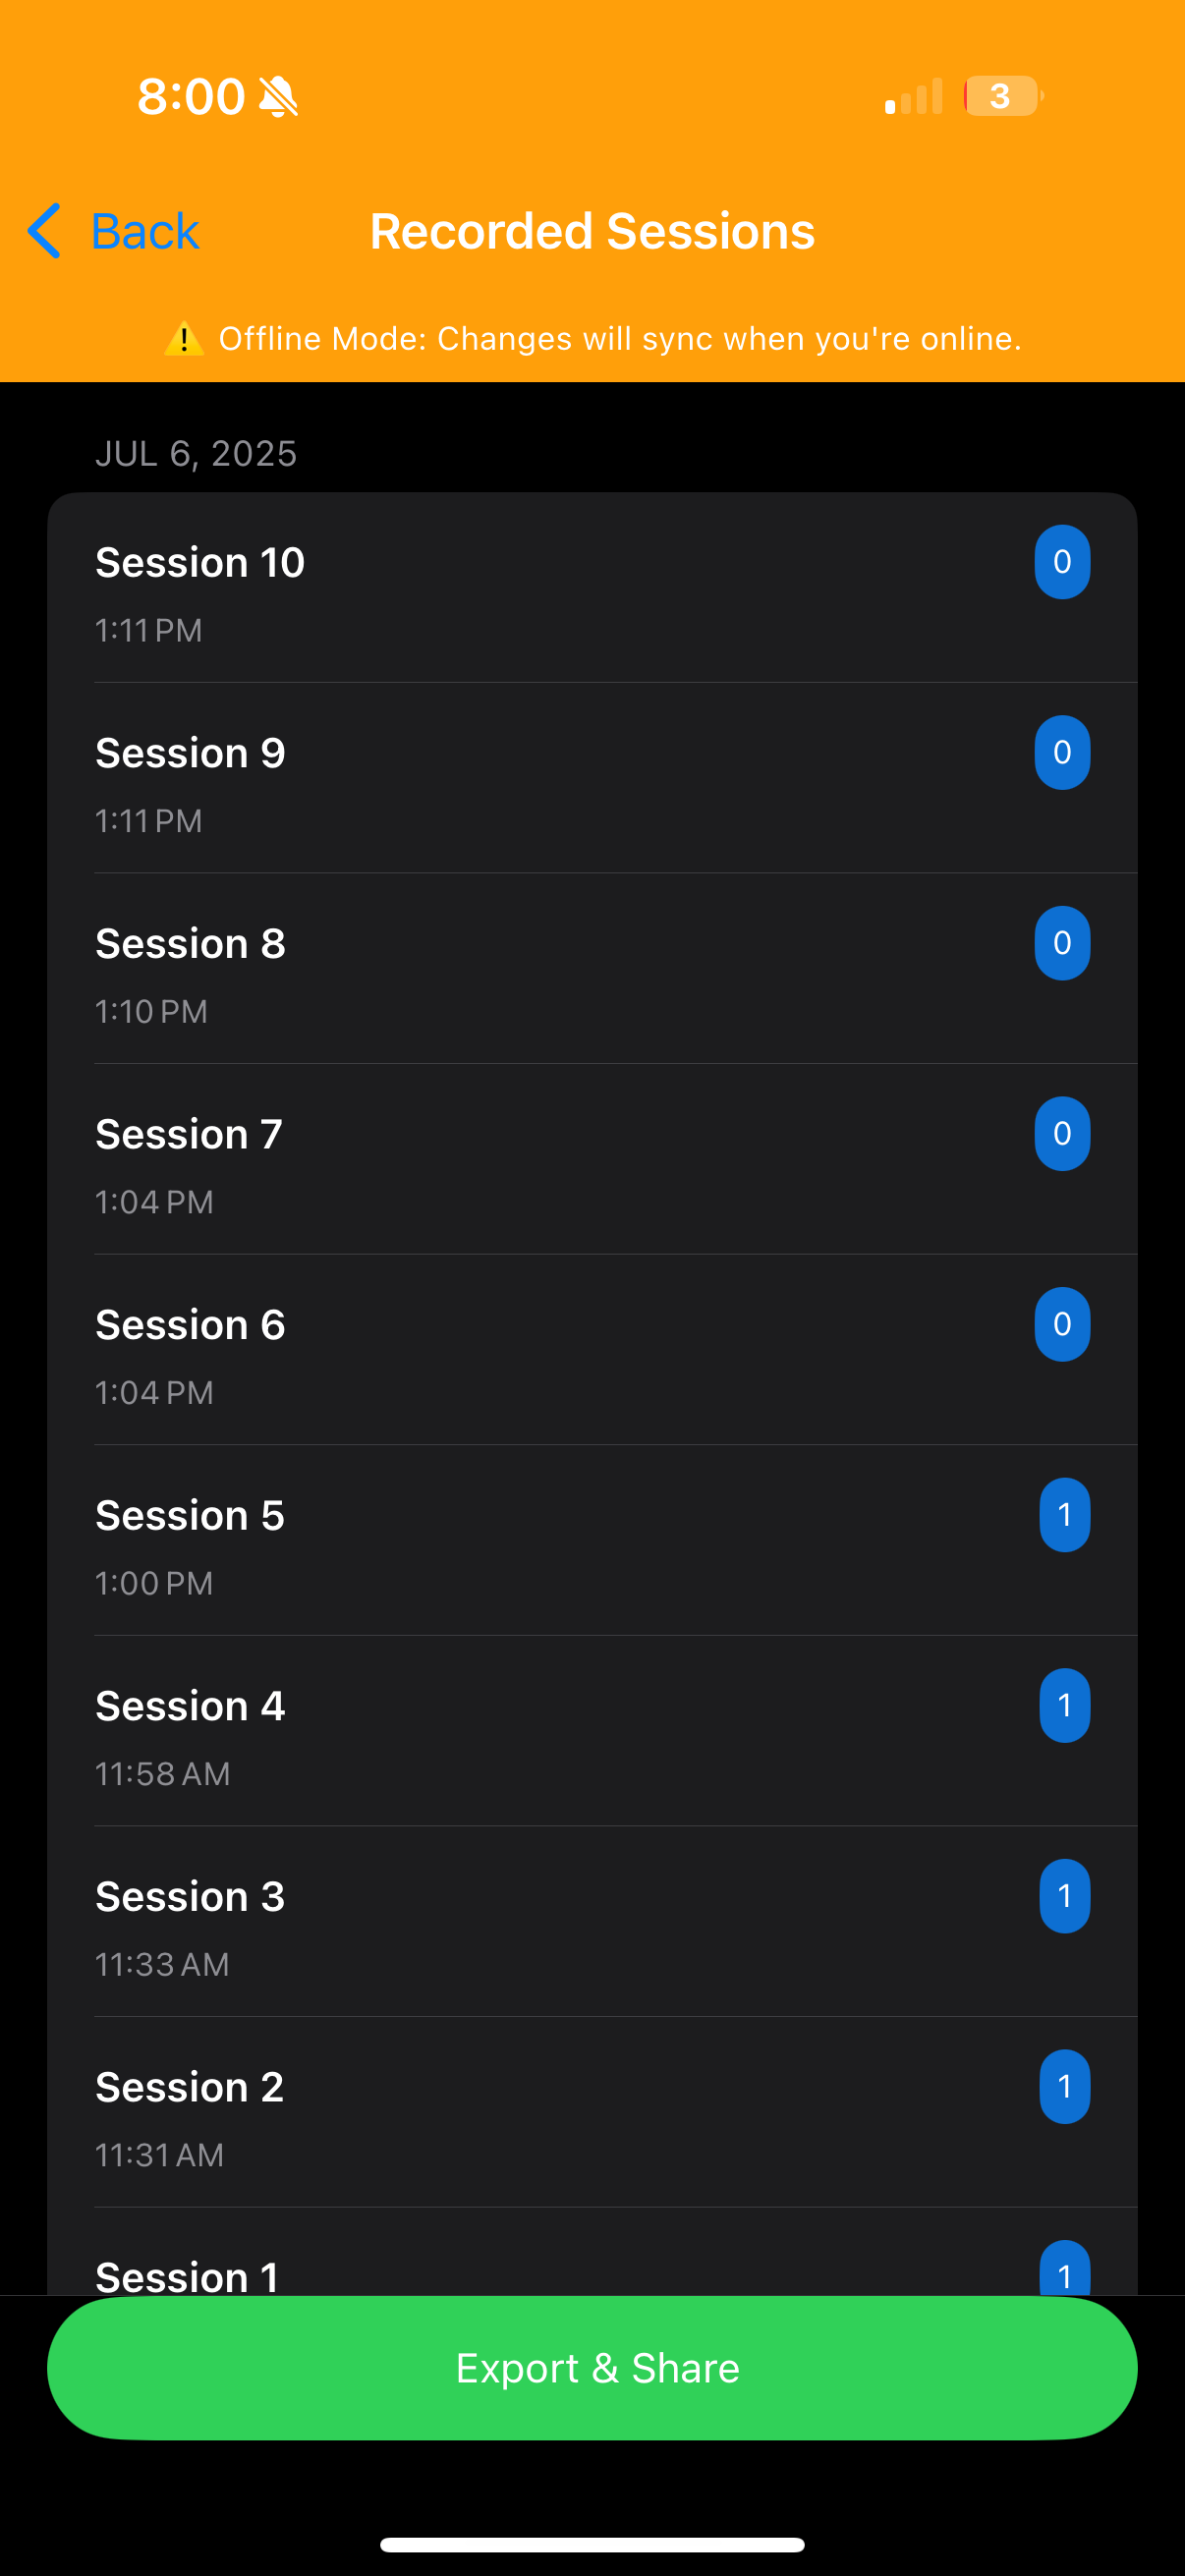 8:00
3
Back
Recorded Sessions
Offline Mode: Changes will sync when you're online.
JUL 6, 2025
Session 10
0
1:11 PM
Session 9
0
1:11 PM
Session 8
0
1:10 PM
Session 7
0
1:04 PM
Session 6
0
1:04 PM
Session 5
1
1:00 PM
Session 4
1
11:58 AM
Session 3
1
11:33 AM
Session 2
1
11:31 AM
Session 1
1
Export & Share